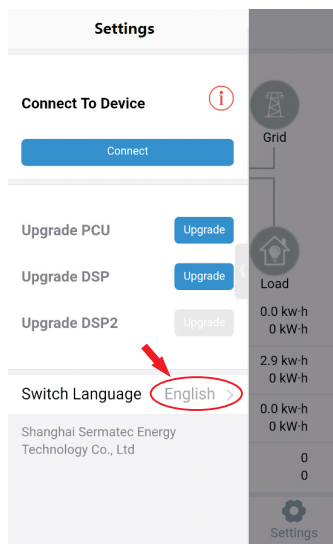 Settings
Connect To Device
i
Connect
Upgrade PCU
Upgrade
Upgrade DSP
Upgrade
Upgrade DSP2
Upgrade
Switch Language
English
Shanghai Sermatec Energy
Technology Co., Ltd
Grid
Load
0.0 kw·h
0 kW·h
2.9 kw·h
0 kW·h
0.0 kw·h
0 kW·h
0
0
Settings